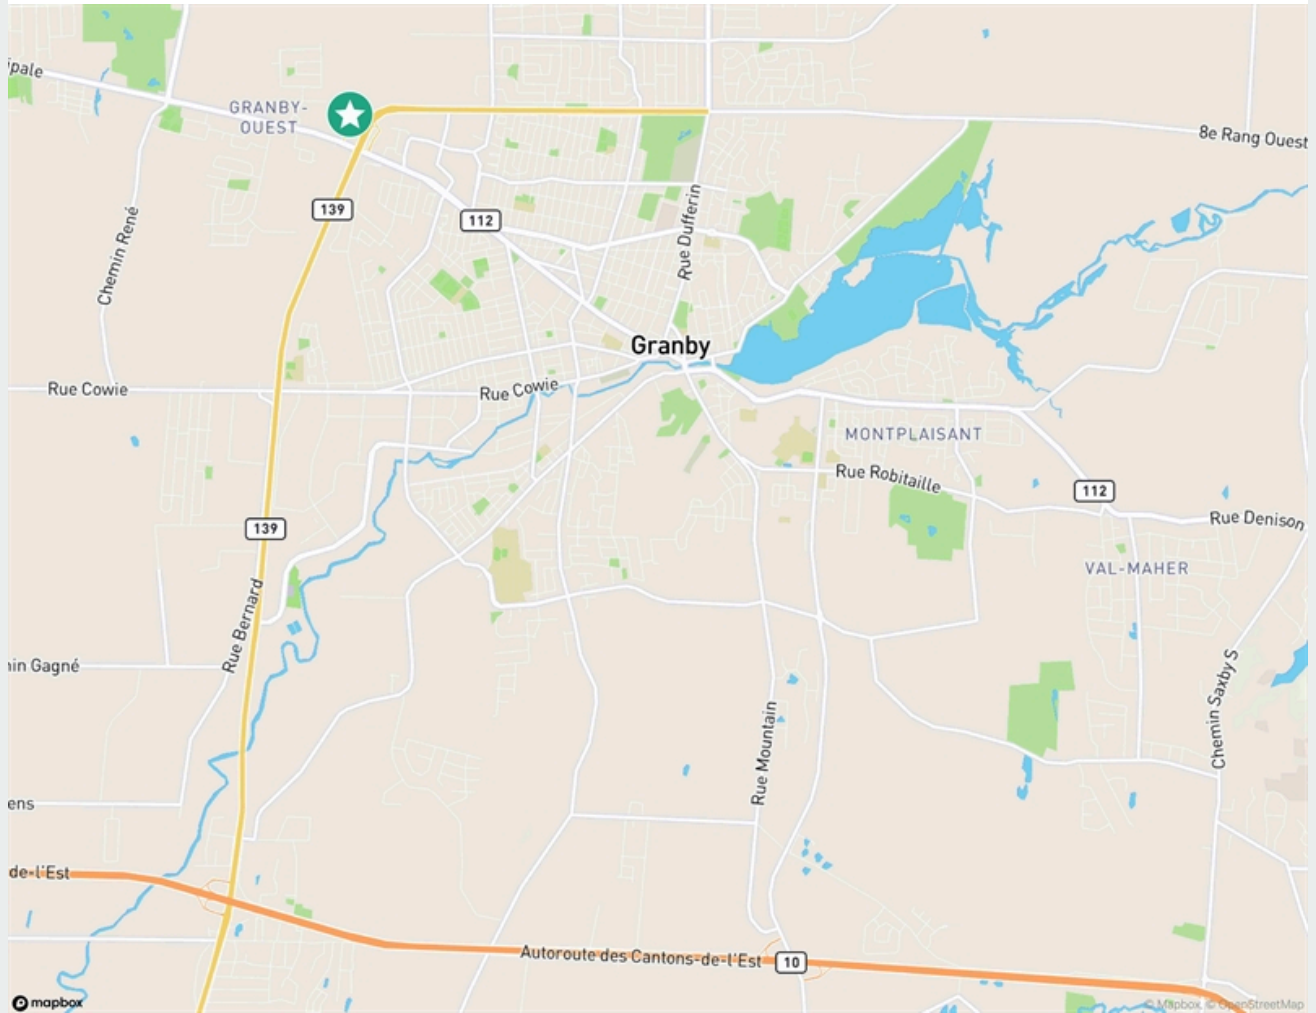 ipale
GRANBY-
OUEST
8e Rang Ouest
139
112
Rue Dufferin
Chemin René
Granby
Rue Cowie
Rue Cowie
MONTPLAISANT
Rue Robitaille
112
Rue Denison
139
VAL-MAHER
Rue Bernard
nin Gagné
Chemin Saxby S
Rue Mountain
ens
de-l'Est
Autoroute des Cantons-de-l'Est
10
mapbox
© Mapbox, © OpenStreetMap